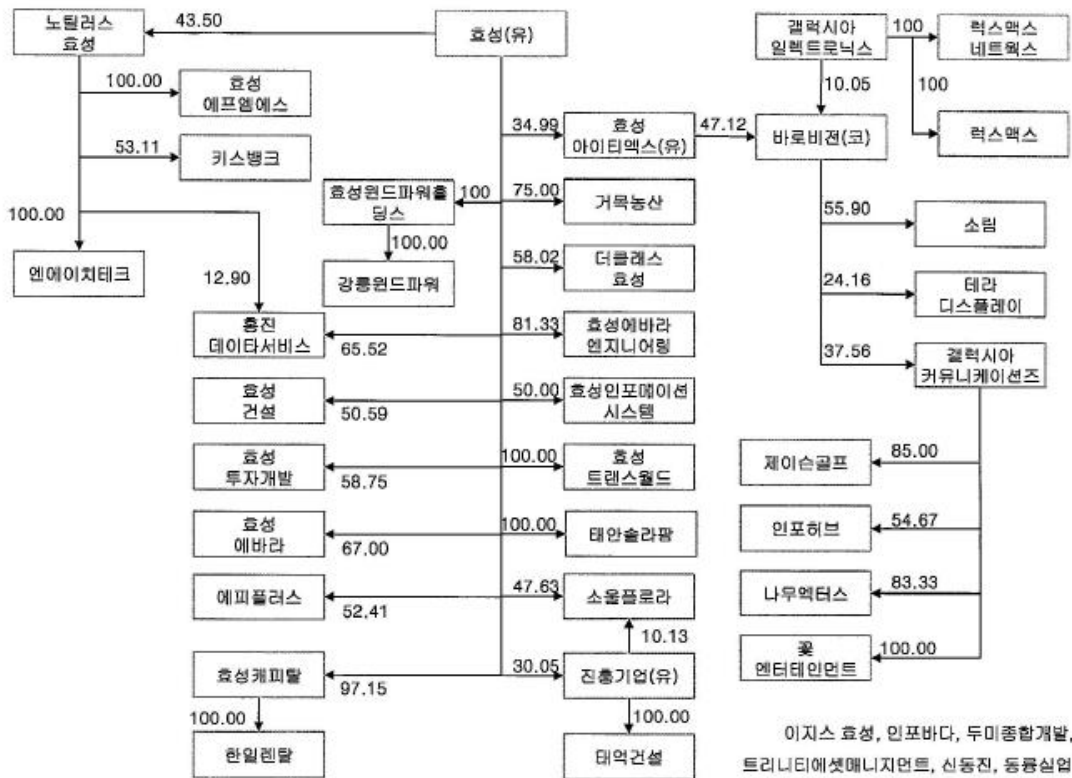 노틸러스
효성
43.50
효성(유)
갤럭시아
일렉트로닉스
100
럭스맥스
네트웍스
100.00
효성
에프엠에스
10.05
100
34.99
효성
아이티엑스(유)
47.12
바로비전(코)
럭스맥스
53.11
키스뱅크
효성윈드파워홀
딩스
100
75.00
거목농산
55.90
소림
100.00
엔에이치테크
100.00
강릉윈드파워
58.02
더클래스
효성
24.16
테라
디스플레이
12.90
홍진
데이타서비스
65.52
81.33
효성에바라
엔지니어링
37.56
갤럭시아
커뮤니케이션즈
효성
건설
50.59
50.00
효성인포메이션
시스템
효성
투자개발
58.75
100.00
효성
트랜스월드
제이슨골프
85.00
효성
에바라
67.00
100.00
태안솔라팜
인포허브
54.67
에피플러스
52.41
47.63
소울플로라
나무엑터스
83.33
10.13
꽃
엔터테인먼트
100.00
효성캐피탈
97.15
30.05
진흥기업(유)
100.00
한일렌탈
100.00
태억건설
이지스 효성, 인포바다, 두미종합개발,
트리니티에셋매니지먼트, 신동진, 동륭실업